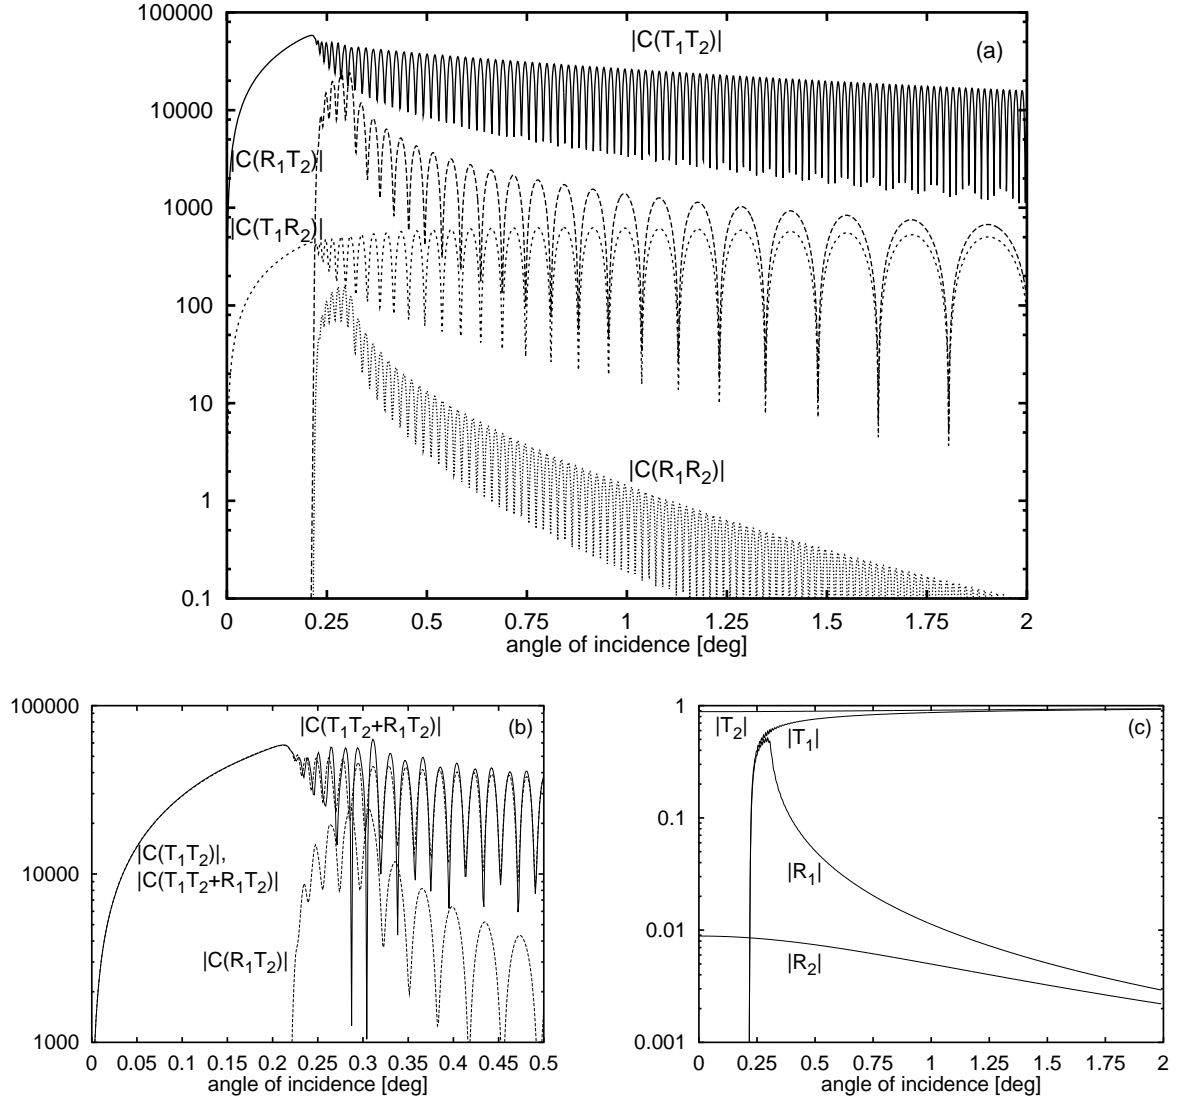 100000
|C(T1T2)|
(a)
10000
|C(R1T2)|
1000
|C(T1R2)|
100
10
|C(R1R2)|
1
0.1
0 0.25 0.5 0.75 1 1.25 1.5 1.75 2
angle of incidence [deg]
100000
|C(T1T2+R1T2)|
(b)
10000
|C(T1T2)|,
|C(T1T2+R1T2)|
|C(R1T2)|
1000
0 0.05 0.1 0.15 0.2 0.25 0.3 0.35 0.4 0.45 0.5
angle of incidence [deg]
1
|T2|
|T1|
(c)
0.1
|R1|
0.01
|R2|
0.001
0 0.25 0.5 0.75 1 1.25 1.5 1.75 2
angle of incidence [deg]